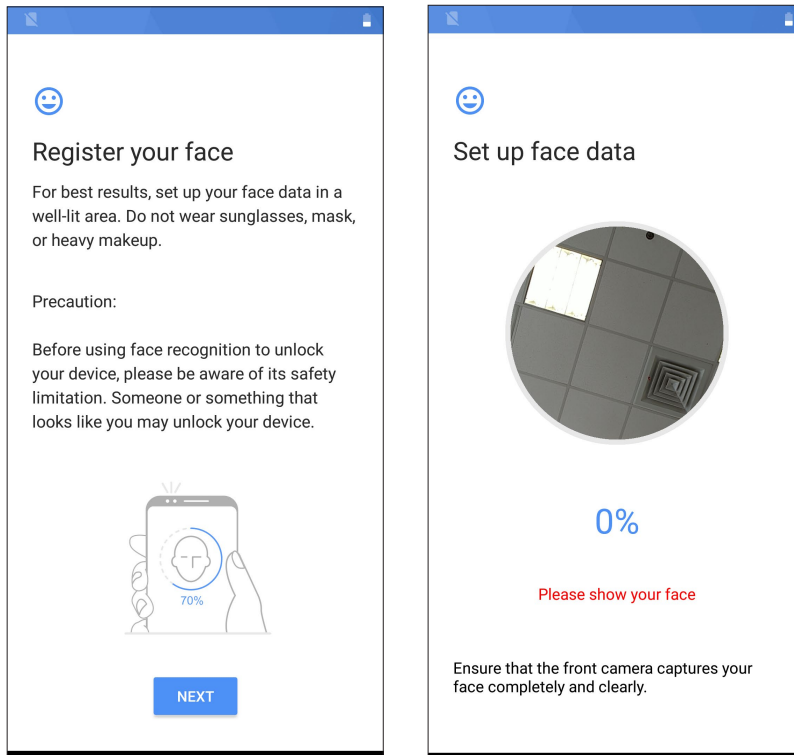 Register your face
For best results, set up your face data in a
well-lit area. Do not wear sunglasses, mask,
or heavy makeup.
Precaution:
Before using face recognition to unlock
your device, please be aware of its safety
limitation. Someone or something that
looks like you may unlock your device.
70%
NEXT
Set up face data
0%
Please show your face
Ensure that the front camera captures your
face completely and clearly.